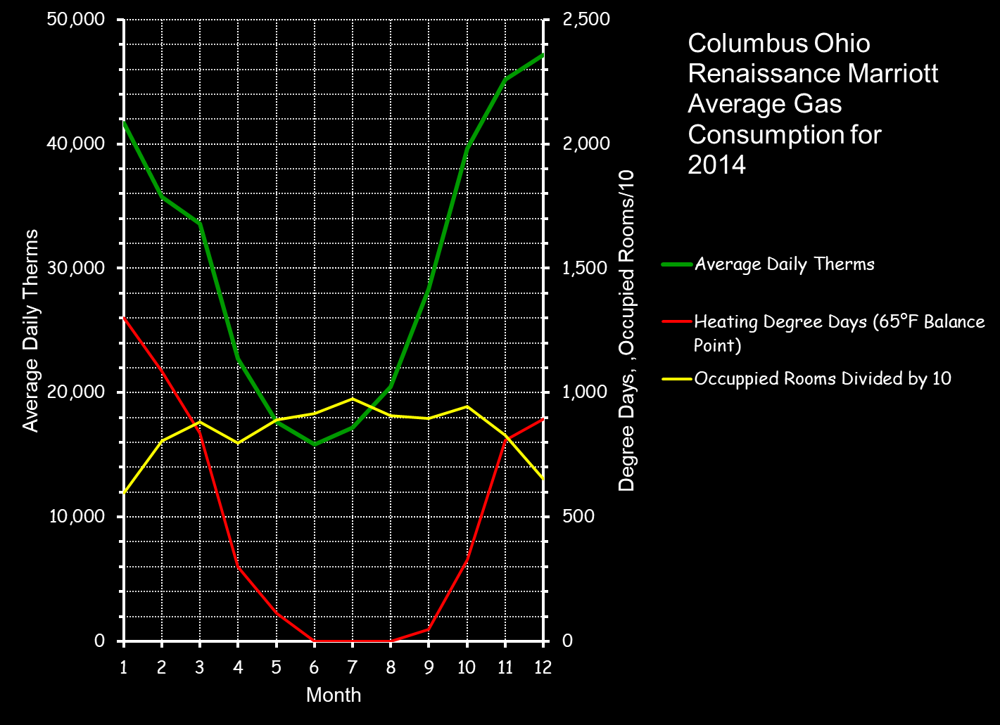 Columbus Ohio
Renaissance Marriott
Average Gas
Consumption for
2014
50,000
40,000
30,000
20,000
10,000
0
Average Daily Therms
2,500
2,000
1,500
1,000
500
0
Degree Days, ,Occupied Rooms/10
1 2 3 4 5 6 7 8 9 10 11 12
Month
Average Daily Therms
Heating Degree Days (65°F Balance
Point)
Occuppied Rooms Divided by 10